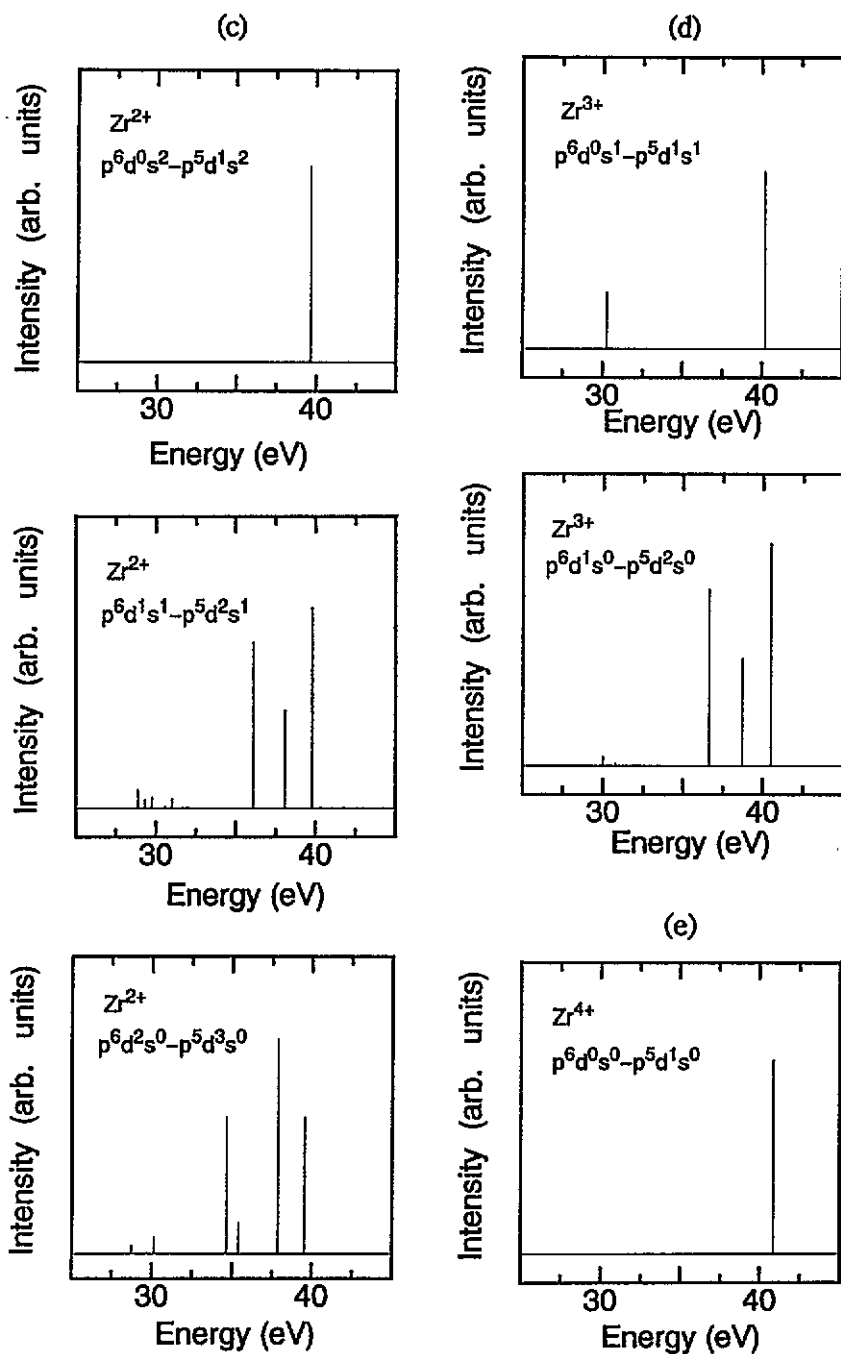 (c)
Intensity (arb. units)
Zr²⁺
p⁶d⁰s²–p⁵d¹s²
30 40
Energy (eV)
Intensity (arb. units)
Zr²⁺
p⁶d¹s¹–p⁵d²s¹
30 40
Energy (eV)
Intensity (arb. units)
Zr²⁺
p⁶d²s⁰–p⁵d³s⁰
30 40
Energy (eV)
(d)
Intensity (arb. units)
Zr³⁺
p⁶d⁰s¹–p⁵d¹s¹
30 40
Energy (eV)
Intensity (arb. units)
Zr³⁺
p⁶d¹s⁰–p⁵d²s⁰
30 40
Energy (eV)
(e)
Intensity (arb. units)
Zr⁴⁺
p⁶d⁰s⁰–p⁵d¹s⁰
30 40
Energy (eV)